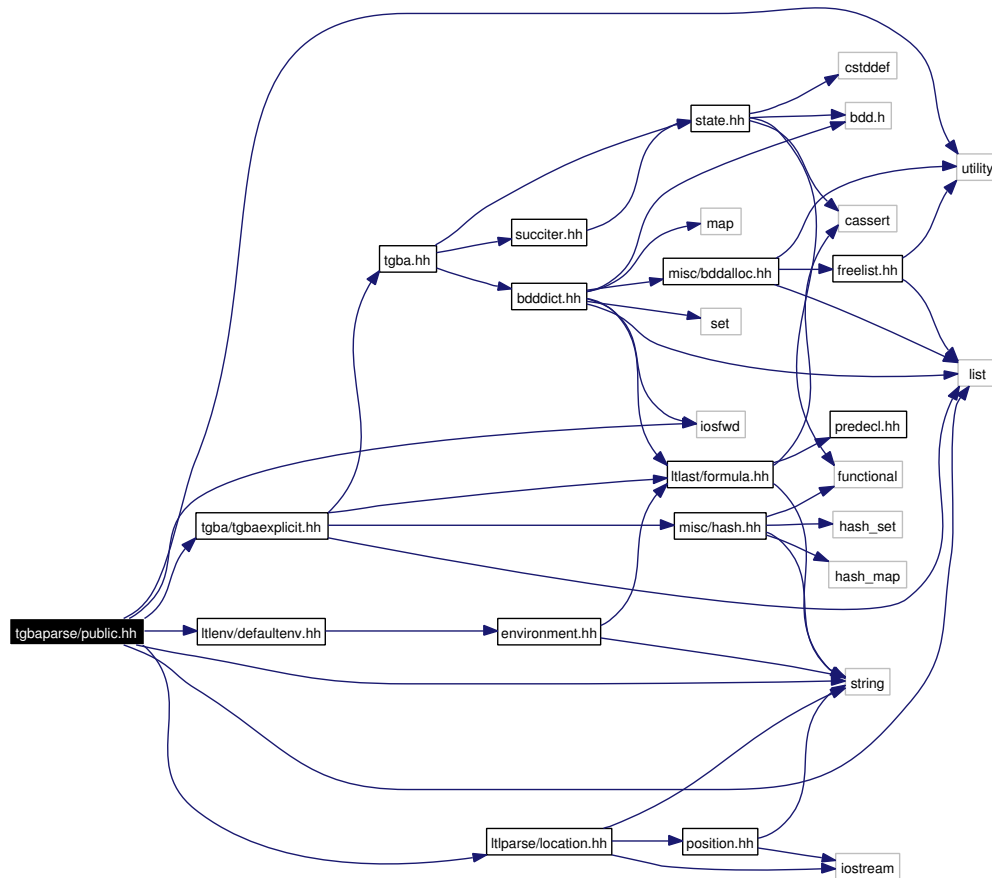 cstddef
state.hh
bdd.h
utility
map
cassert
succiter.hh
tgba.hh
misc/bddalloc.hh
freelist.hh
bdddict.hh
set
list
iosfwd
predecl.hh
ltlast/formula.hh
functional
tgba/tgbaexplicit.hh
misc/hash.hh
hash_set
hash_map
tgbaparse/public.hh
ltlenv/defaultenv.hh
environment.hh
string
ltlparse/location.hh
position.hh
iostream